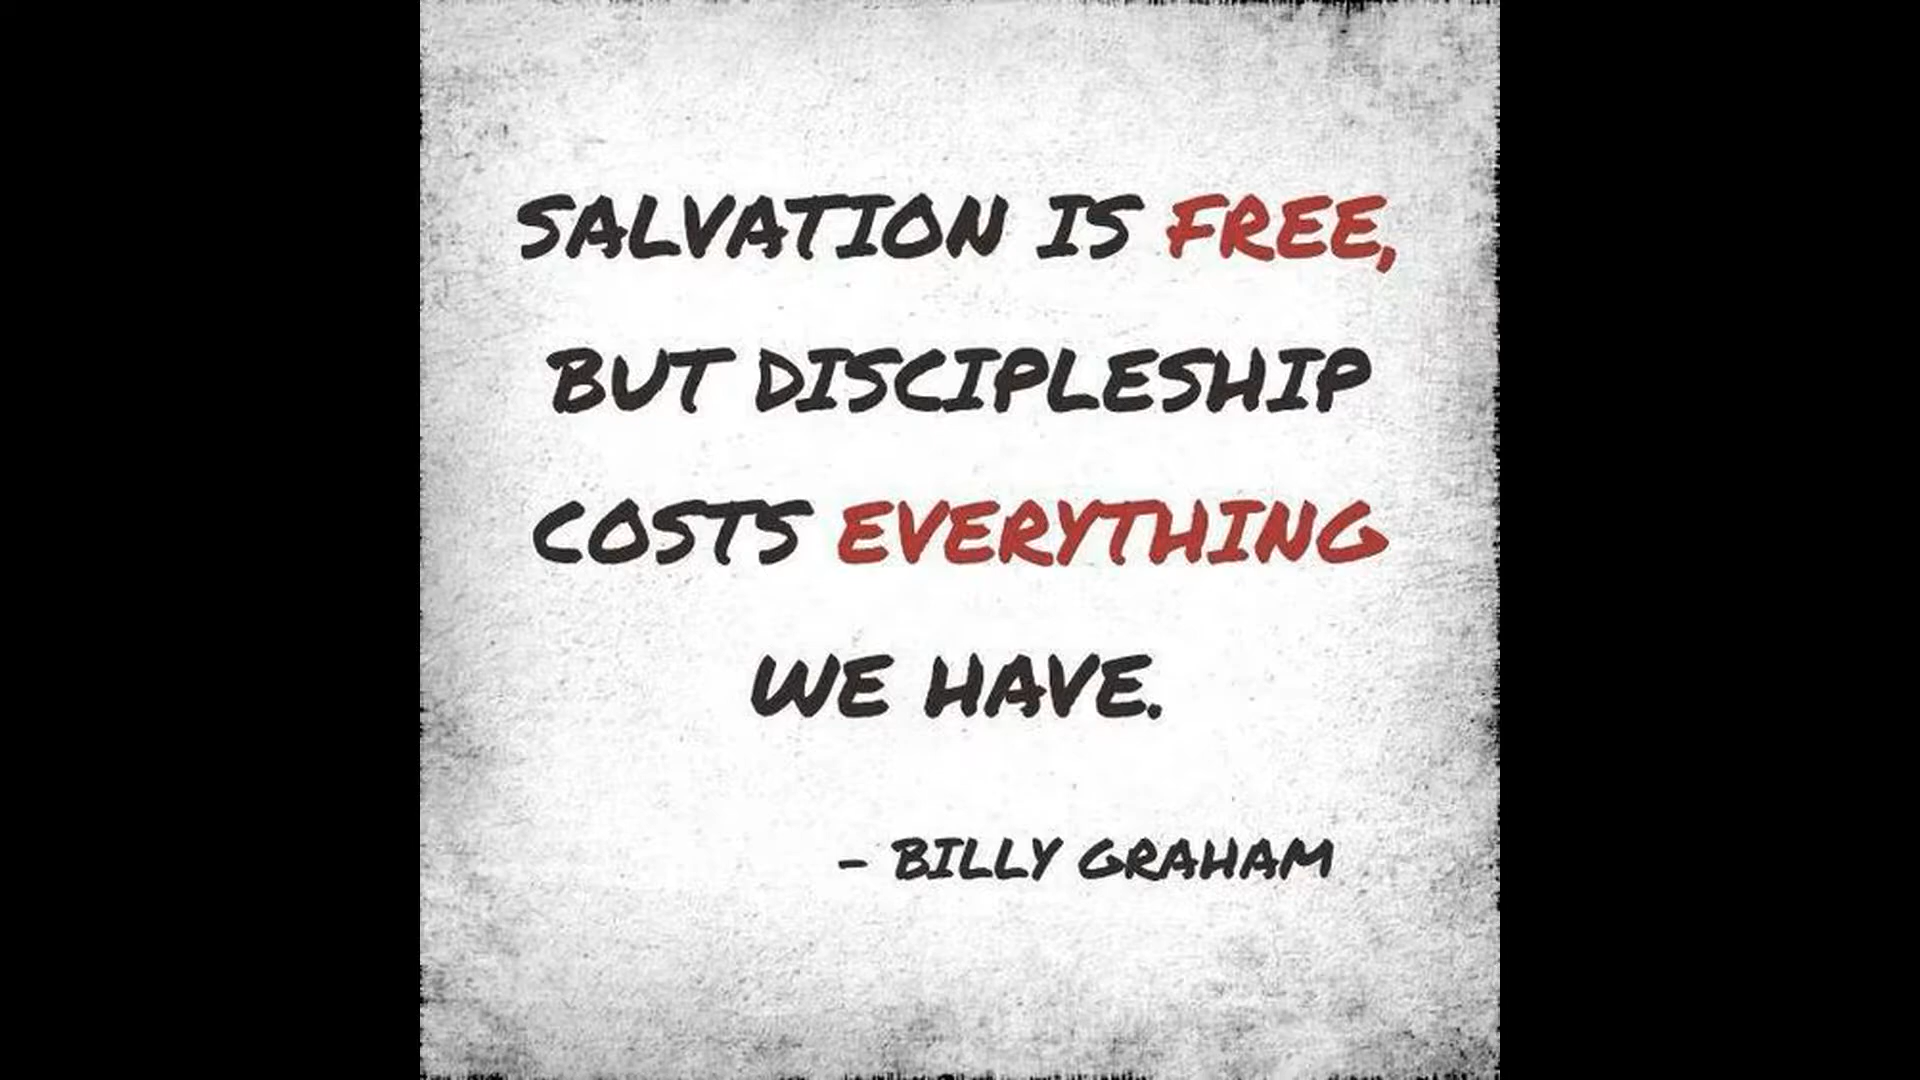 SALVATION IS FREE,
BUT DISCIPLESHIP
COSTS EVERYTHING
WE HAVE.
- BILLY GRAHAM